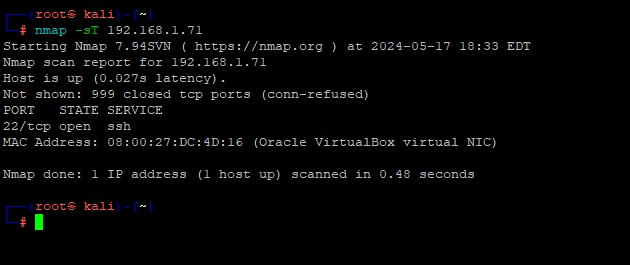 ┌──(root㉿ kali)-[~]
└─# nmap -sT 192.168.1.71
Starting Nmap 7.94SVN ( https://nmap.org ) at 2024-05-17 18:33 EDT
Nmap scan report for 192.168.1.71
Host is up (0.027s latency).
Not shown: 999 closed tcp ports (conn-refused)
PORT   STATE SERVICE
22/tcp open  ssh
MAC Address: 08:00:27:DC:4D:16 (Oracle VirtualBox virtual NIC)
Nmap done: 1 IP address (1 host up) scanned in 0.48 seconds
┌──(root㉿ kali)-[~]
└─#